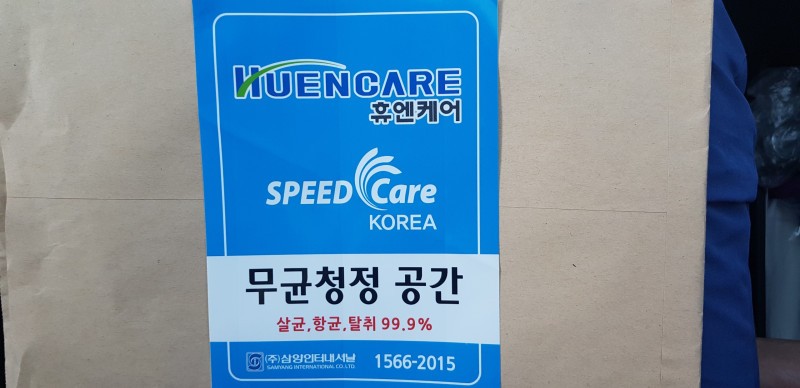 HUENCARE
휴엔케어
SPEED Care
KOREA
무균청정 공간
살균,항균,탈취 99.9%
(주)삼양인터내셔날 1566-2015
SAMYANG INTERNATIONAL CO., LTD.